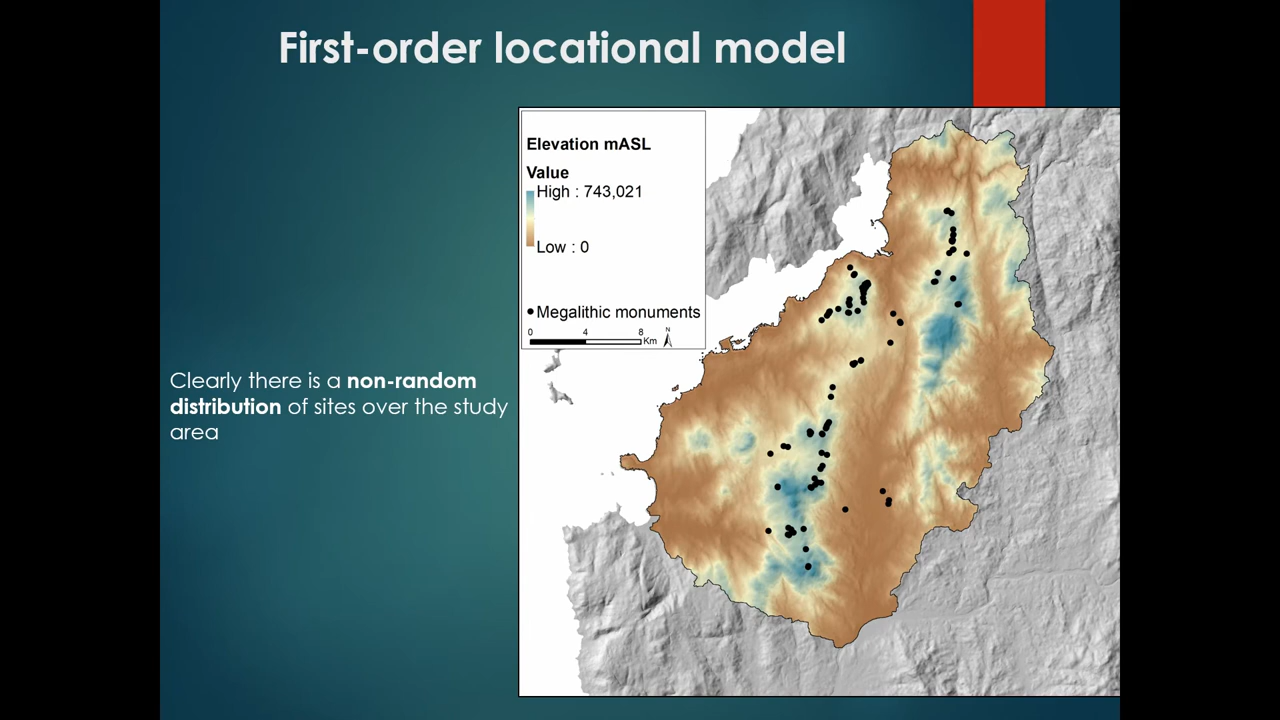 First-order locational model
Elevation mASL
Value
High : 743,021
Low : 0
Megalithic monuments
0 4 8
Km
N
Clearly there is a non-random
distribution of sites over the study
area